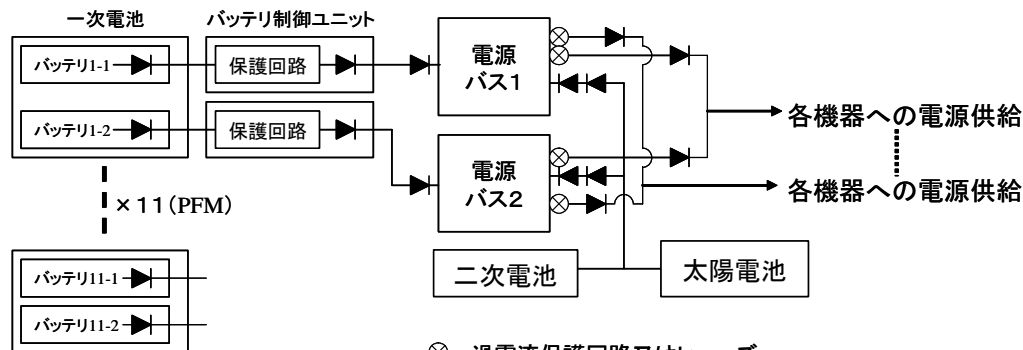 一次電池
バッテリ制御ユニット
バッテリ1-1
保護回路
電源
バス1
バッテリ1-2
保護回路
各機器への電源供給
電源
バス2
各機器への電源供給
×11(PFM)
二次電池
太陽電池
バッテリ11-1
バッテリ11-2